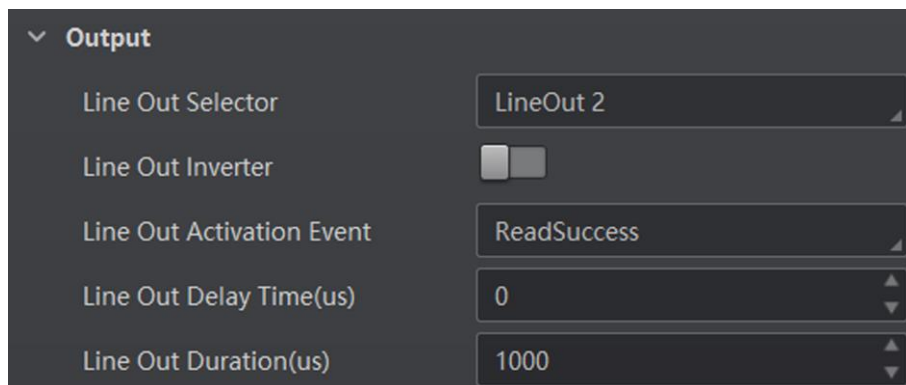 Output
Line Out Selector LineOut 2
Line Out Inverter
Line Out Activation Event ReadSuccess
Line Out Delay Time(us) 0
Line Out Duration(us) 1000